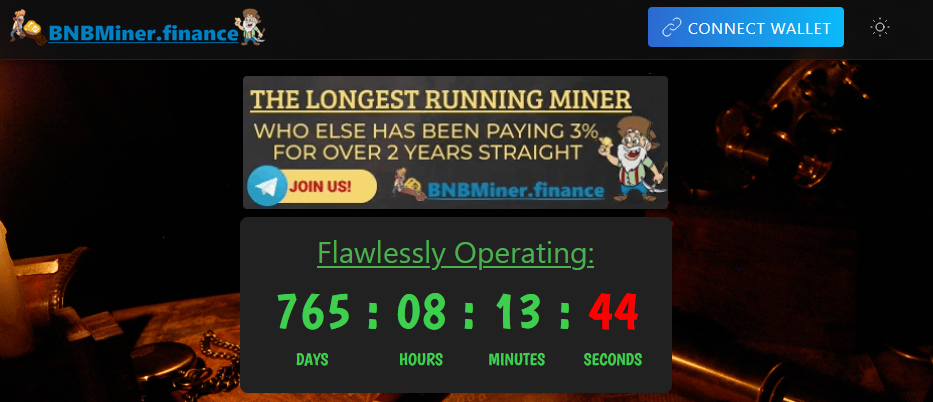 BNBMiner.finance
CONNECT WALLET
THE LONGEST RUNNING MINER
WHO ELSE HAS BEEN PAYING 3%
FOR OVER 2 YEARS STRAIGHT
JOIN US!
BNBMiner.finance
Flawlessly Operating:
765 : 08 : 13 : 44
DAYS HOURS MINUTES SECONDS